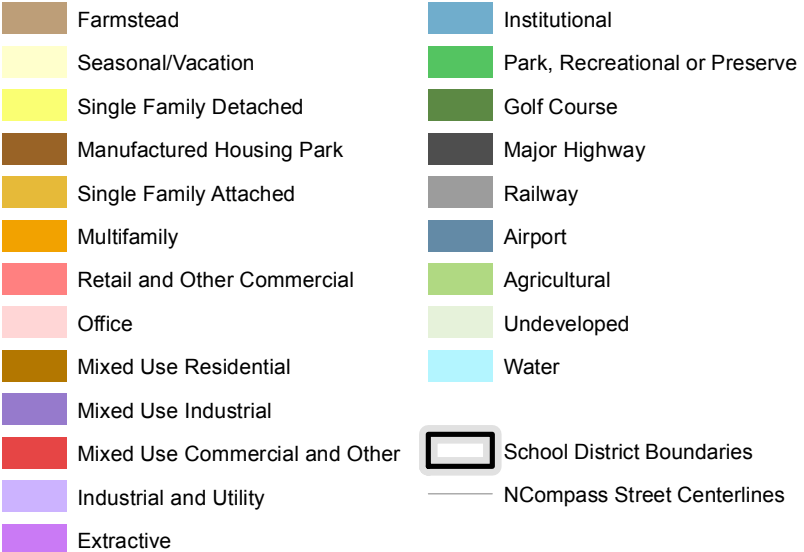 Farmstead
Seasonal/Vacation
Single Family Detached
Manufactured Housing Park
Single Family Attached
Multifamily
Retail and Other Commercial
Office
Mixed Use Residential
Mixed Use Industrial
Mixed Use Commercial and Other
Industrial and Utility
Extractive
Institutional
Park, Recreational or Preserve
Golf Course
Major Highway
Railway
Airport
Agricultural
Undeveloped
Water
School District Boundaries
NCompass Street Centerlines